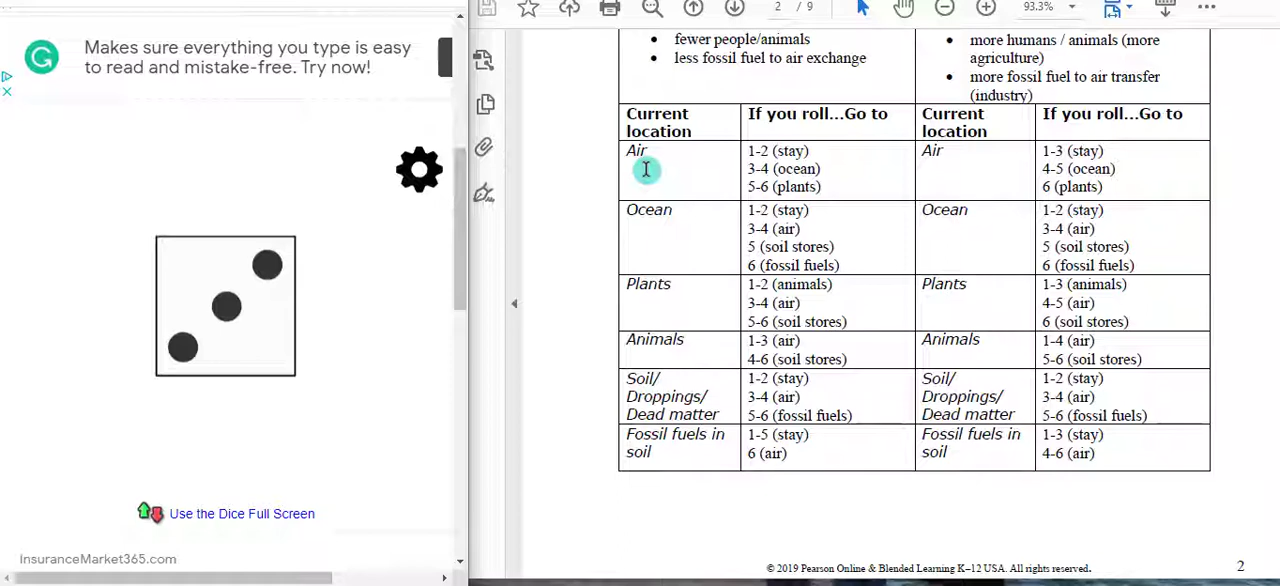 Makes sure everything you type is easy
to read and mistake-free. Try now!
Use the Dice Full Screen
InsuranceMarket365.com
2 / 9
93.3%
fewer people/animals
less fossil fuel to air exchange
more humans / animals (more
agriculture)
more fossil fuel to air transfer
(industry)
Current
location
If you roll...Go to
Current
location
If you roll...Go to
Air
1-2 (stay)
3-4 (ocean)
5-6 (plants)
Air
1-3 (stay)
4-5 (ocean)
6 (plants)
Ocean
1-2 (stay)
3-4 (air)
5 (soil stores)
6 (fossil fuels)
Ocean
1-2 (stay)
3-4 (air)
5 (soil stores)
6 (fossil fuels)
Plants
1-2 (animals)
3-4 (air)
5-6 (soil stores)
Plants
1-3 (animals)
4-5 (air)
6 (soil stores)
Animals
1-3 (air)
4-6 (soil stores)
Animals
1-4 (air)
5-6 (soil stores)
Soil/
Droppings/
Dead matter
1-2 (stay)
3-4 (air)
5-6 (fossil fuels)
Soil/
Droppings/
Dead matter
1-2 (stay)
3-4 (air)
5-6 (fossil fuels)
Fossil fuels in
soil
1-5 (stay)
6 (air)
Fossil fuels in
soil
1-3 (stay)
4-6 (air)
© 2019 Pearson Online & Blended Learning K–12 USA. All rights reserved.
2